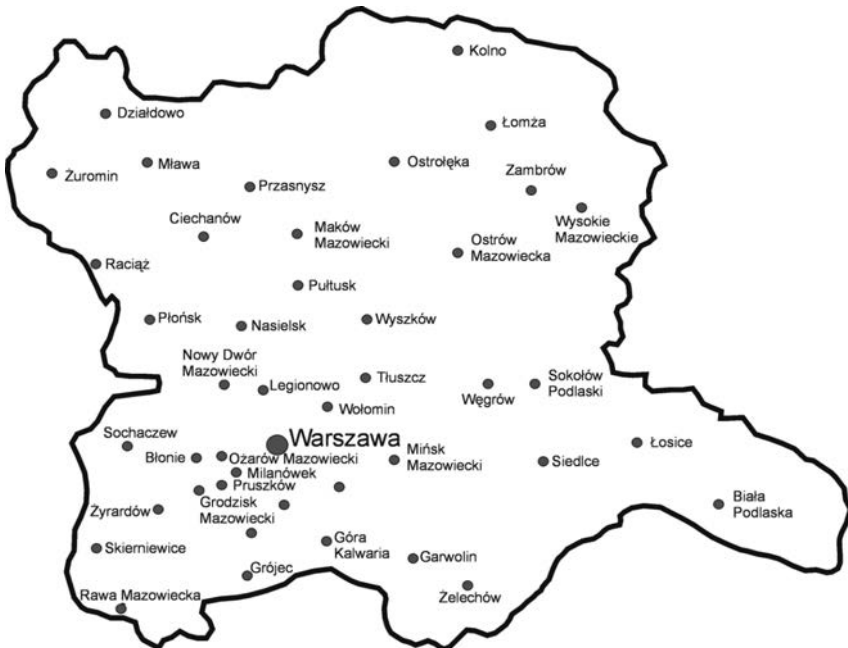 Kolno
Działdowo
Łomża
Mława
Ostrołęka
Żuromin
Zambrów
Przasnysz
Ciechanów
Maków
Mazowiecki
Wysokie
Mazowieckie
Ostrów
Mazowiecka
Raciąż
Pułtusk
Płońsk
Nasielsk
Wyszków
Nowy Dwór
Mazowiecki
Legionowo
Tłuszcz
Węgrów
Sokołów
Podlaski
Wołomin
Warszawa
Sochaczew
Błonie
Ożarów Mazowiecki
Mińsk
Mazowiecki
Łosice
Siedlce
Milanówek
Pruszków
Grodzisk
Mazowiecki
Żyrardów
Biała
Podlaska
Skierniewice
Góra
Kalwaria
Garwolin
Grójec
Rawa Mazowiecka
Żelechów